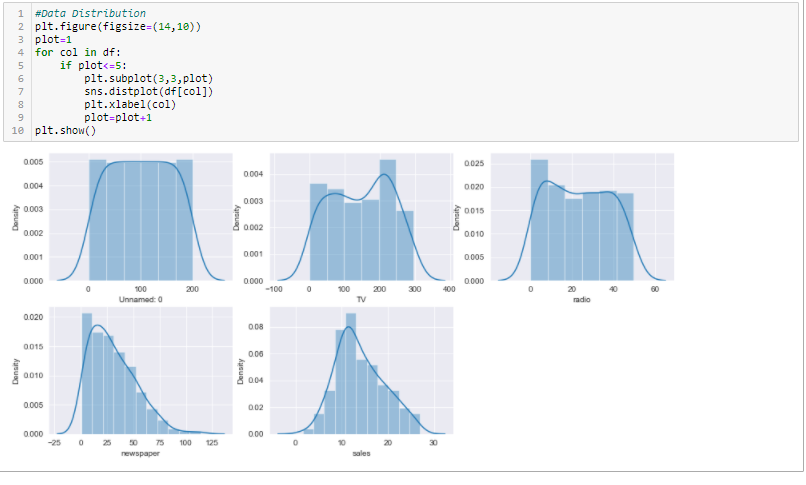 1 #Data Distribution
2 plt.figure(figsize=(14,10))
3 plot=1
4 for col in df:
5     if plot<=5:
6         plt.subplot(3,3,plot)
7         sns.distplot(df[col])
8         plt.xlabel(col)
9         plot=plot+1
10 plt.show()
0.005
0.004
0.003
0.002
0.001
0.000
Density
0 100 200
Unnamed: 0
0.004
0.003
0.002
0.001
0.000
Density
−100 0 100 200 300 400
TV
0.025
0.020
0.015
0.010
0.005
0.000
Density
0 20 40 60
radio
0.020
0.015
0.010
0.005
0.000
Density
−25 0 25 50 75 100 125
newspaper
0.08
0.06
0.04
0.02
0.00
Density
0 10 20 30
sales